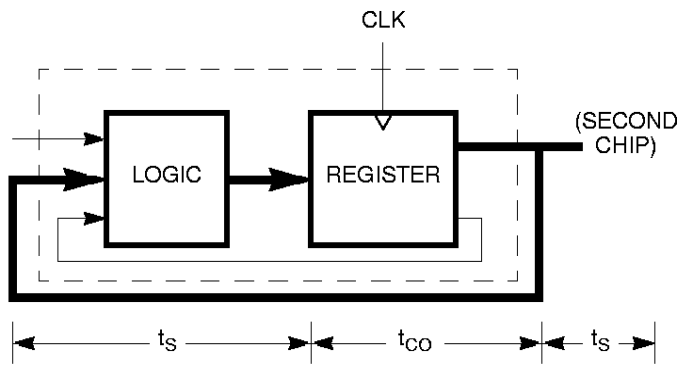 CLK
(SECOND
CHIP)
LOGIC
REGISTER
tS
tCO
tS